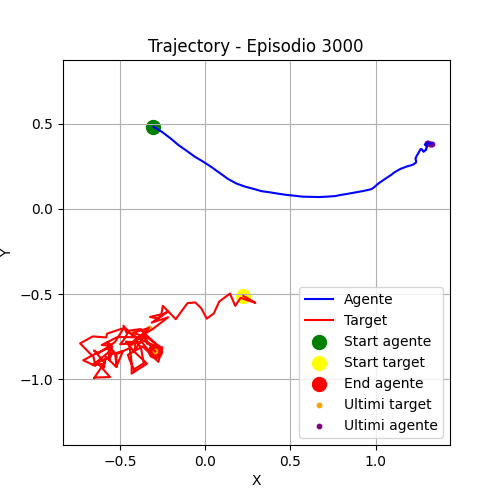 Trajectory - Episodio 3000
Y
0.5
0.0
−0.5
−1.0
−0.5
0.0
0.5
1.0
X
Agente
Target
Start agente
Start target
End agente
Ultimi target
Ultimi agente